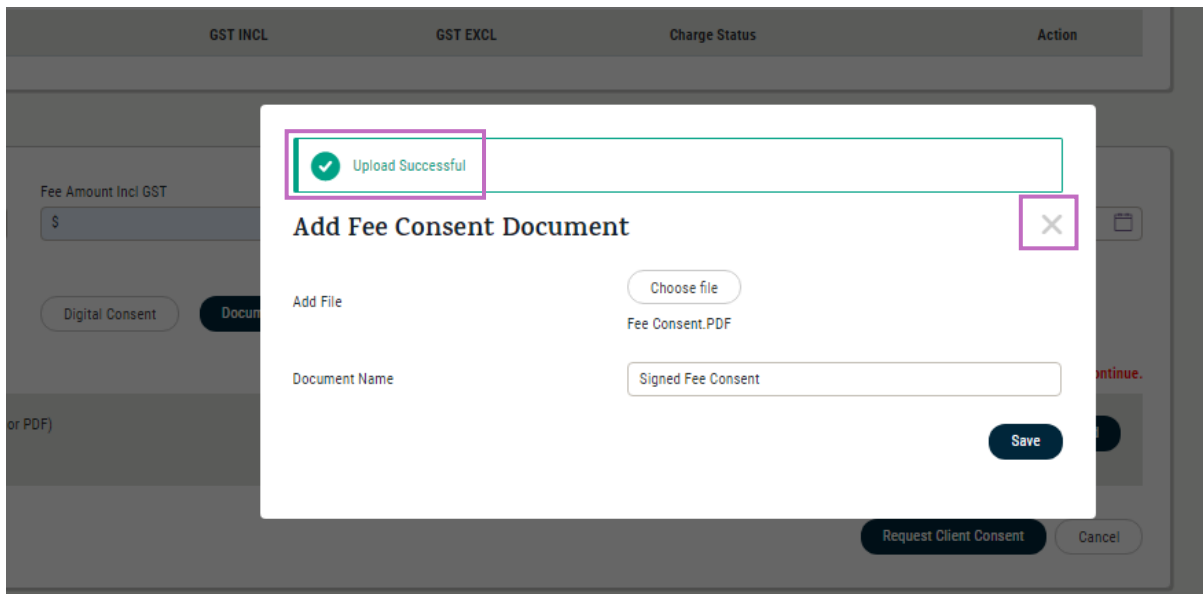 GST INCL GST EXCL Charge Status Action
Upload Successful
Fee Amount Incl GST
$
Add Fee Consent Document
Add File Choose file
Fee Consent.PDF
Digital Consent
Document Name Signed Fee Consent
or PDF)
Save
Request Client Consent Cancel